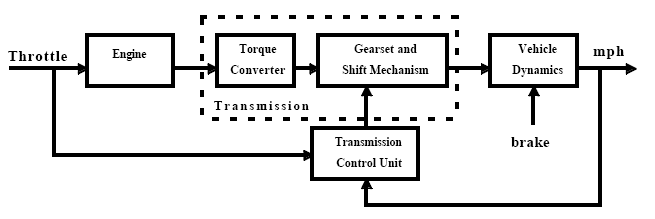 Throttle
Engine
Torque
Converter
Gearset and
Shift Mechanism
Vehicle
Dynamics
mph
Transmission
brake
Transmission
Control Unit